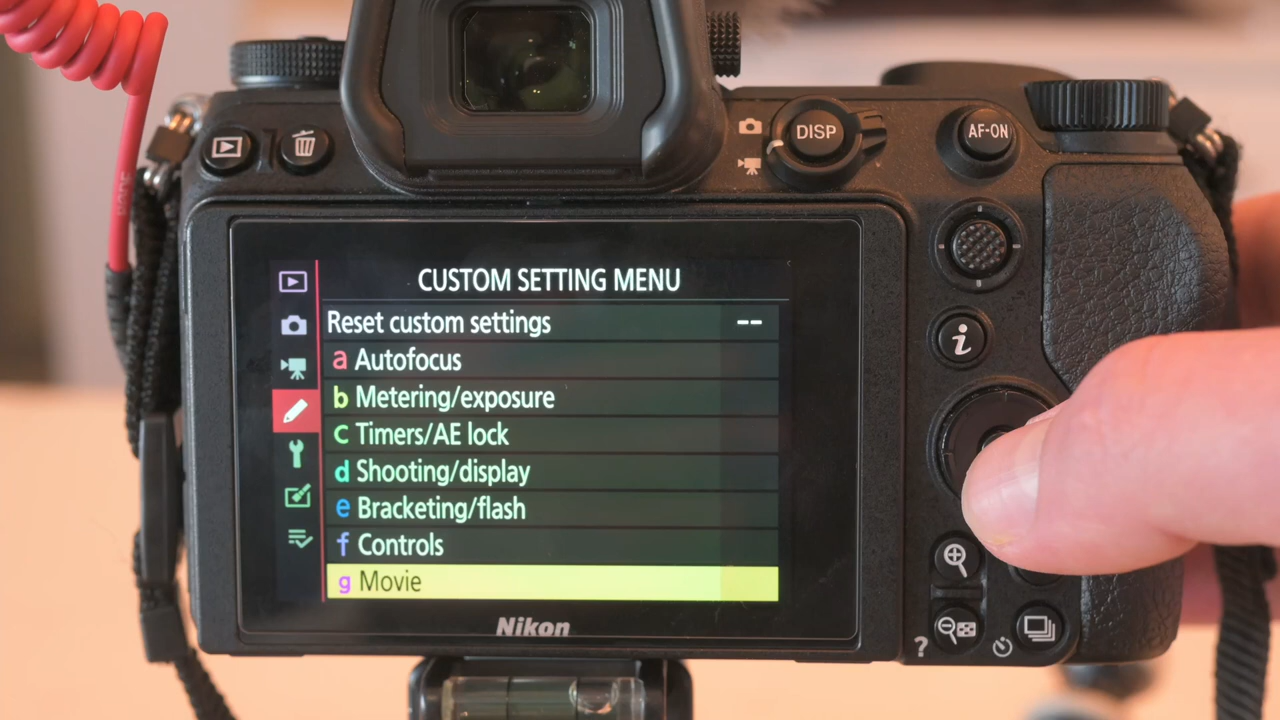 DISP
AF-ON
CUSTOM SETTING MENU
Reset custom settings --
a Autofocus
b Metering/exposure
c Timers/AE lock
d Shooting/display
e Bracketing/flash
f Controls
g Movie
i
Nikon
?